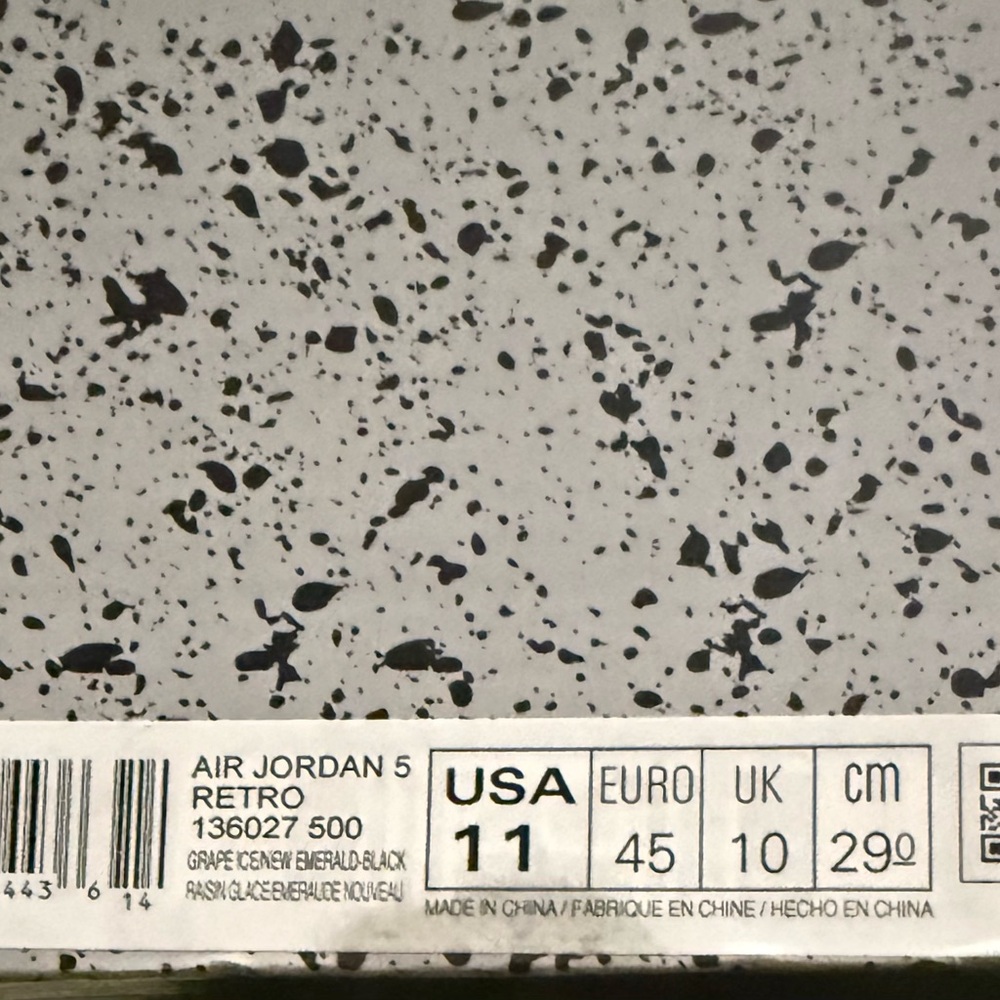 AIR JORDAN 5
RETRO
136027 500
GRAPE ICE/NEW EMERALD-BLACK
RAISIN GLACE/EMERAUDE NOUVEAU
443 6 14
USA EURO UK cm
11 45 10 29º
MADE IN CHINA / FABRIQUE EN CHINE / HECHO EN CHINA